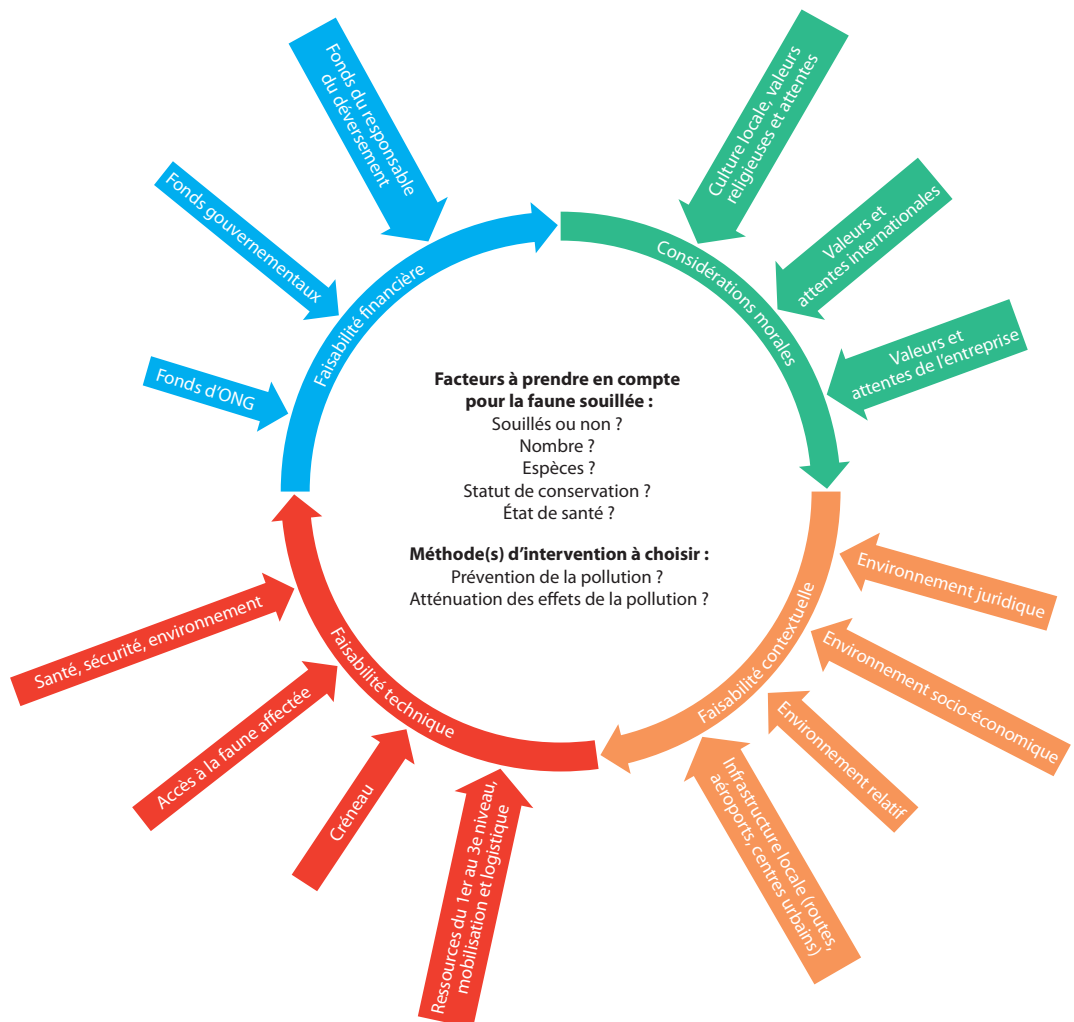 Fonds du responsable
du déversement
Fonds gouvernementaux
Fonds d'ONG
Faisabilité financière
Culture locale, valeurs
religieuses et attentes
Valeurs et
attentes internationales
Valeurs et
attentes de l'entreprise
Considérations morales
Facteurs à prendre en compte
pour la faune souillée :
Souillés ou non ?
Nombre ?
Espèces ?
Statut de conservation ?
État de santé ?
Méthode(s) d'intervention à choisir :
Prévention de la pollution ?
Atténuation des effets de la pollution ?
Environnement juridique
Environnement socio-économique
Environnement relatif
Infrastructure locale (routes,
aéroports, centres urbains)
Faisabilité contextuelle
Santé, sécurité, environnement
Accès à la faune affectée
Créneau
Ressources du 1er au 3e niveau,
mobilisation et logistique
Faisabilité technique